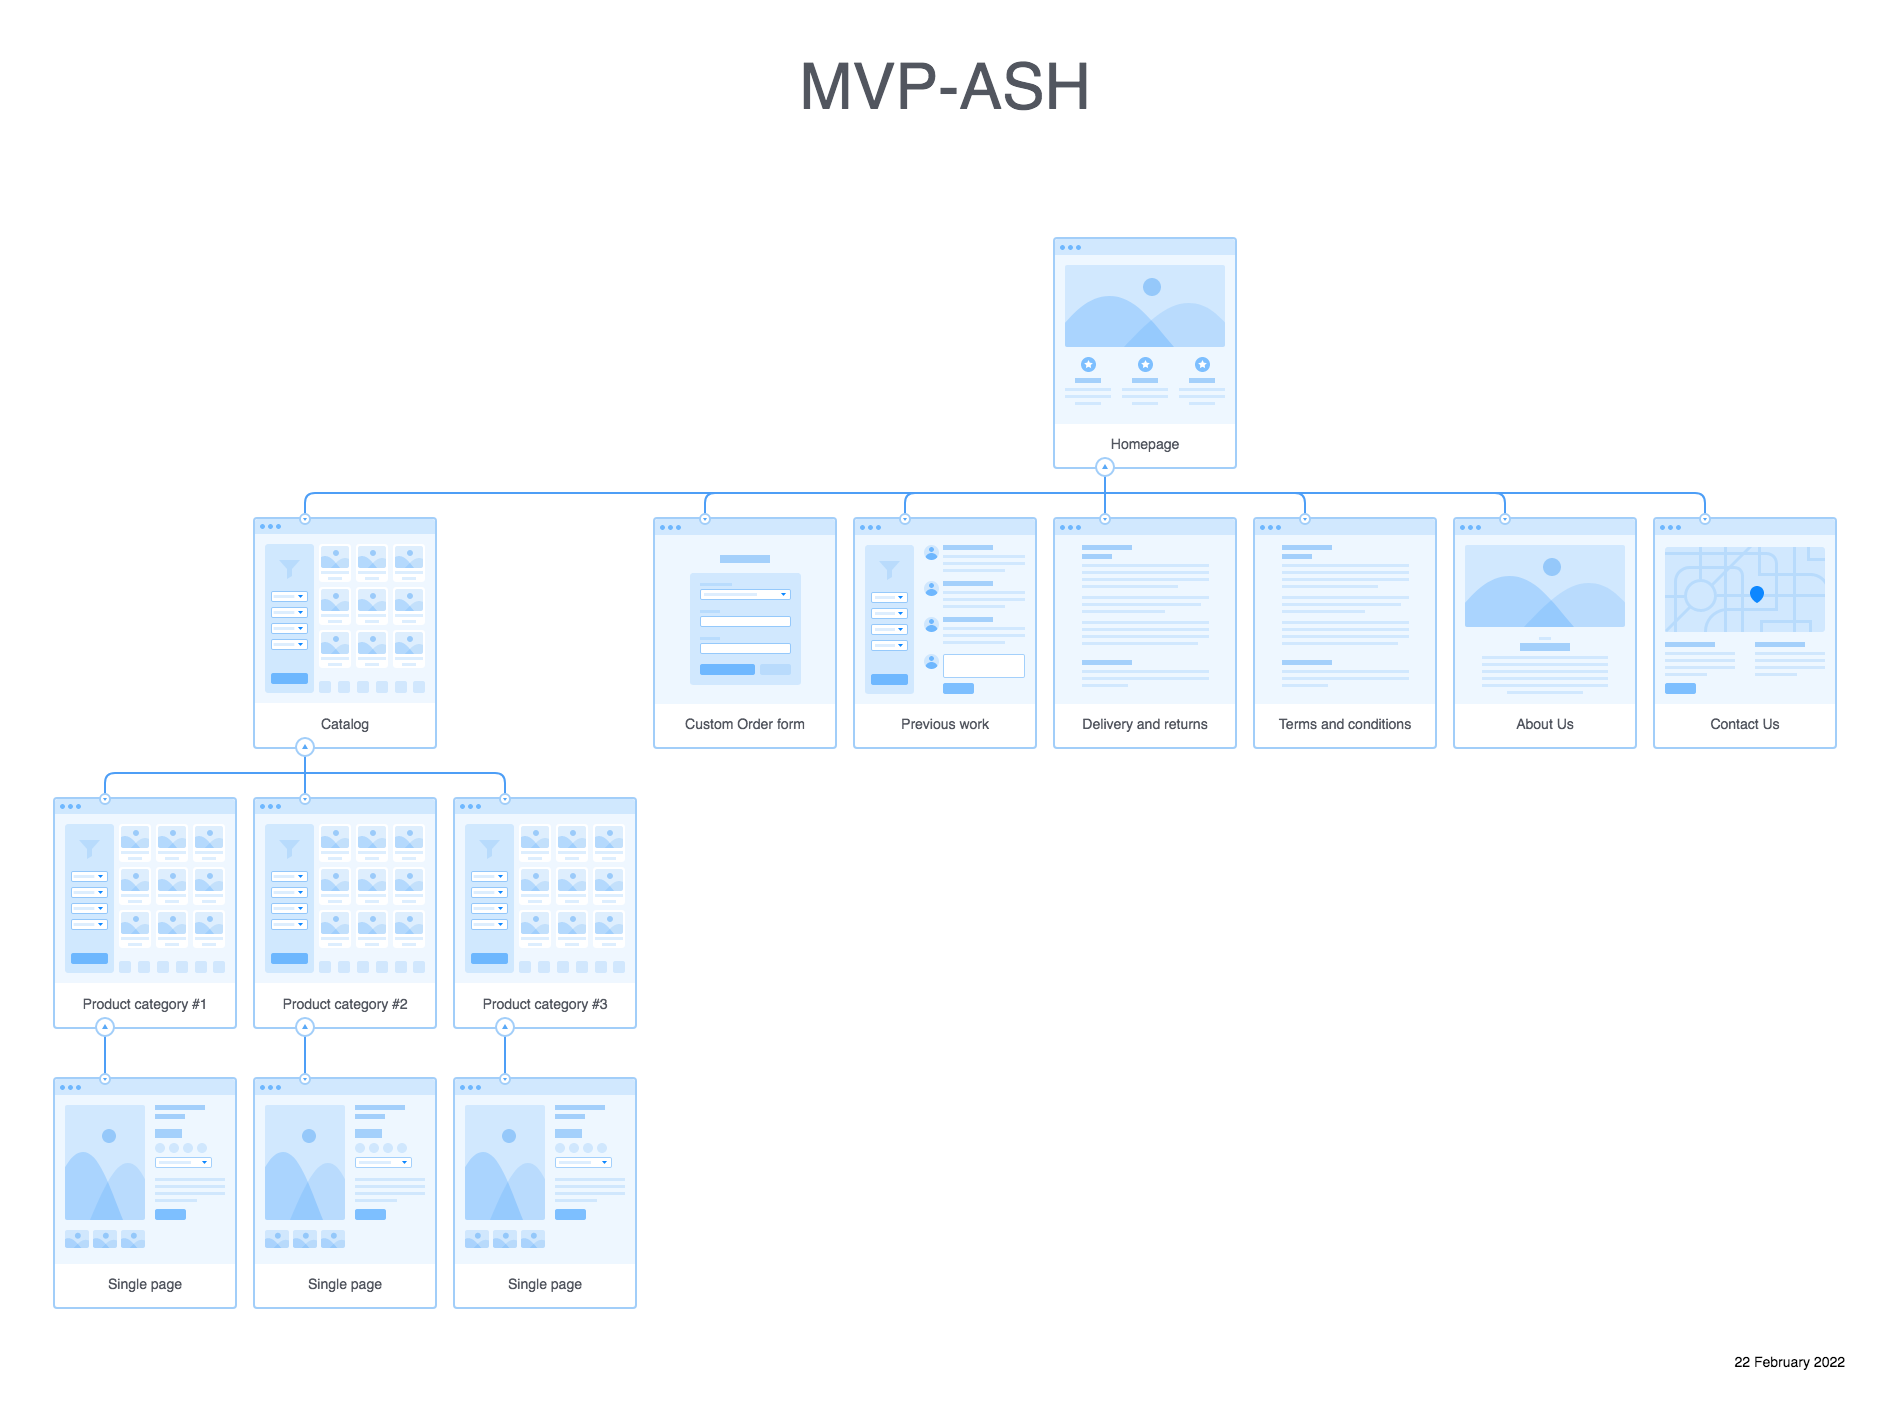 MVP-ASH
Homepage
Catalog
Custom Order form
Previous work
Delivery and returns
Terms and conditions
About Us
Contact Us
Product category #1
Product category #2
Product category #3
Single page
Single page
Single page
22 February 2022